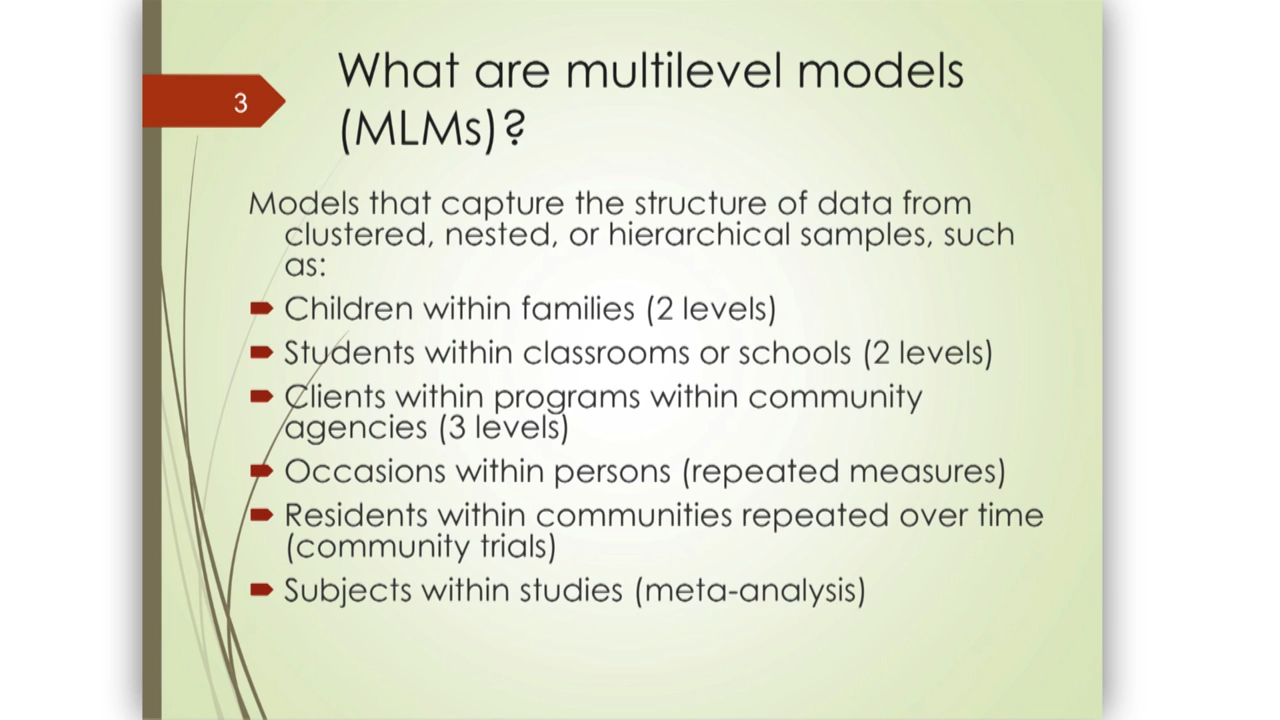 3
What are multilevel models
(MLMs)?
Models that capture the structure of data from
clustered, nested, or hierarchical samples, such
as:
Children within families (2 levels)
Students within classrooms or schools (2 levels)
Clients within programs within community
agencies (3 levels)
Occasions within persons (repeated measures)
Residents within communities repeated over time
(community trials)
Subjects within studies (meta-analysis)